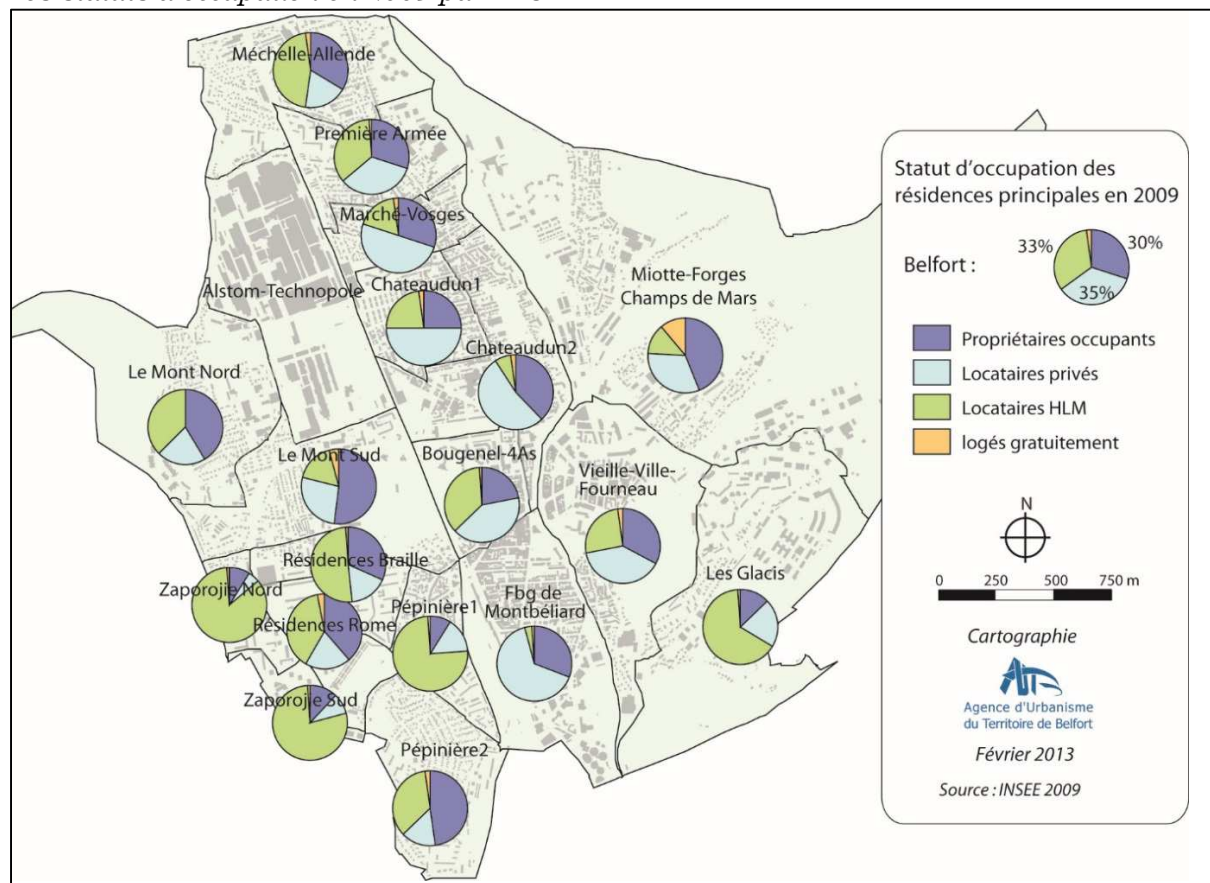 Méchelle-Allende
Première Armée
Marché-Vosges
Alstom-Technopole
Chateaudun1
Miotte-Forges
Champs de Mars
Chateaudun2
Le Mont Nord
Le Mont Sud
Bougenel-4As
Vieille-Ville-
Fourneau
Résidences Braille
Zaporojie Nord
Résidences Rome
Pépinière1
Fbg de
Montbéliard
Les Glacis
Zaporojie Sud
Pépinière2
Statut d'occupation des
résidences principales en 2009
Belfort :
33%
30%
35%
Propriétaires occupants
Locataires privés
Locataires HLM
logés gratuitement
N
0 250 500 750 m
Cartographie
Agence d'Urbanisme
du Territoire de Belfort
Février 2013
Source : INSEE 2009